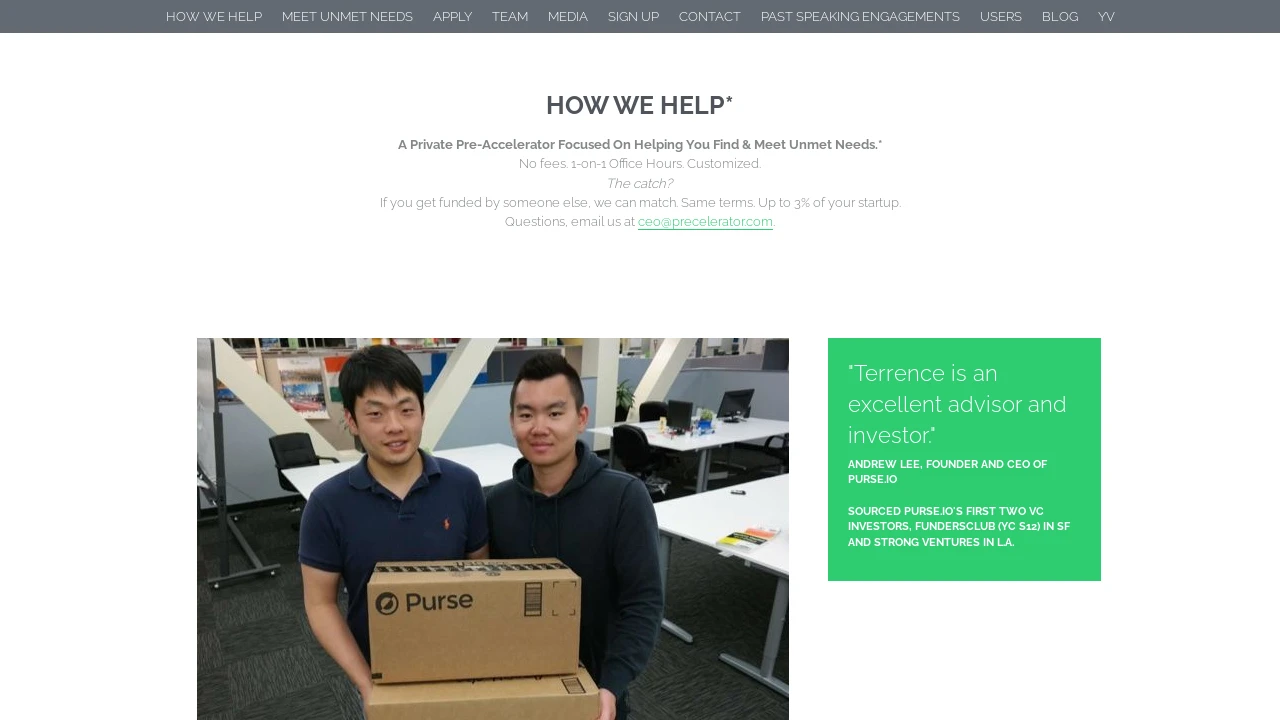 HOW WE HELP MEET UNMET NEEDS APPLY TEAM MEDIA SIGN UP CONTACT PAST SPEAKING ENGAGEMENTS USERS BLOG YV
HOW WE HELP*
A Private Pre-Accelerator Focused On Helping You Find & Meet Unmet Needs.*
No fees. 1-on-1 Office Hours. Customized.
The catch?
If you get funded by someone else, we can match. Same terms. Up to 3% of your startup.
Questions, email us at ceo@precelerator.com.
Purse
"Terrence is an
excellent advisor and
investor."
ANDREW LEE, FOUNDER AND CEO OF
PURSE.IO
SOURCED PURSE.IO'S FIRST TWO VC
INVESTORS, FUNDERSCLUB (YC S12) IN SF
AND STRONG VENTURES IN L.A.